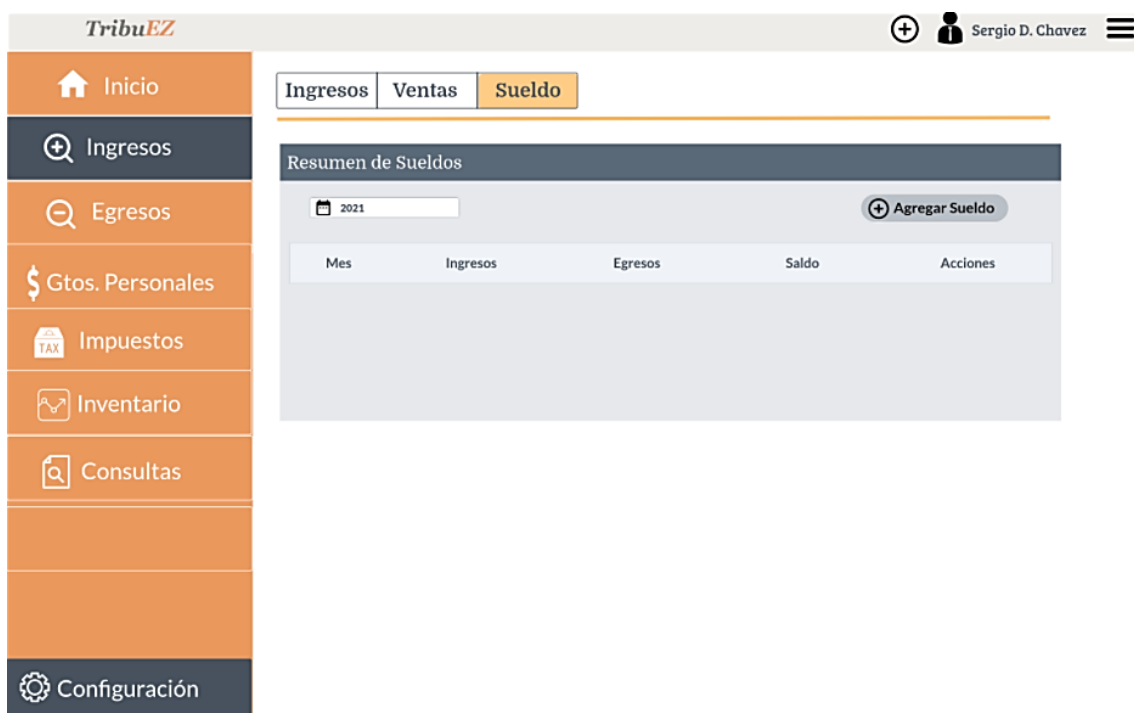 TribuEZ
Sergio D. Chavez
Inicio
Ingresos
Egresos
Gtos. Personales
TAX
Impuestos
Inventario
Consultas
Configuración
Ingresos Ventas Sueldo
Resumen de Sueldos
2021
Agregar Sueldo
Mes Ingresos Egresos Saldo Acciones